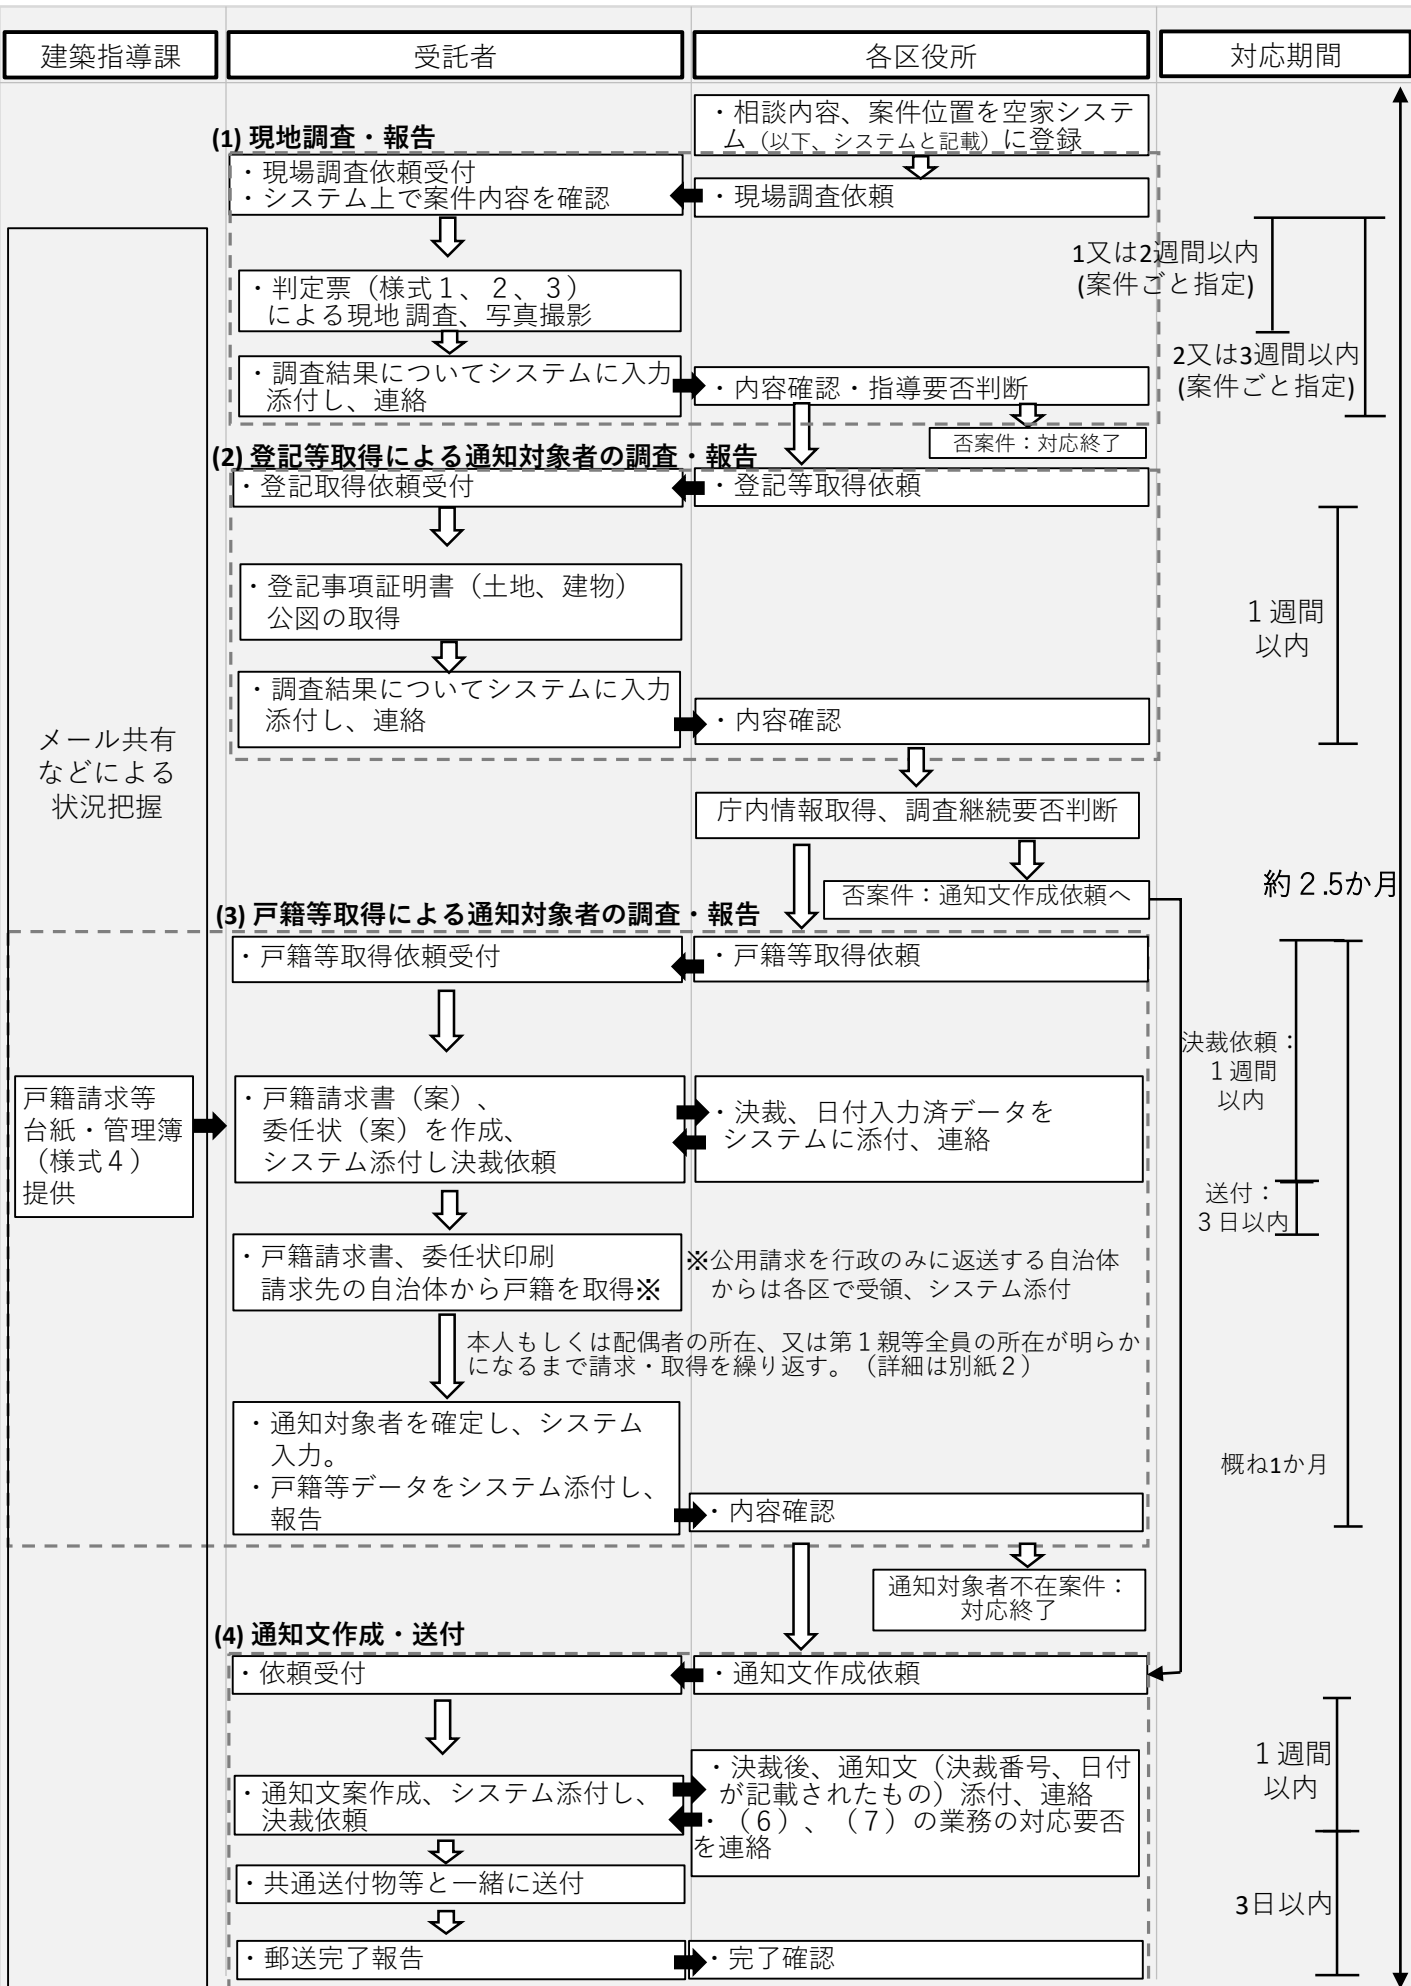 建築指導課
受託者
各区役所
対応期間
・相談内容、案件位置を空家システ
ム（以下、システムと記載）に登録
(1) 現地調査・報告
・現場調査依頼受付
・システム上で案件内容を確認
・現場調査依頼
1又は2週間以内
(案件ごと指定)
・判定票（様式１、２、３）
による現地調査、写真撮影
2又は3週間以内
(案件ごと指定)
・調査結果についてシステムに入力
添付し、連絡
・内容確認・指導要否判断
否案件：対応終了
(2) 登記等取得による通知対象者の調査・報告
・登記取得依頼受付
・登記等取得依頼
・登記事項証明書（土地、建物）
公図の取得
１週間
以内
・調査結果についてシステムに入力
添付し、連絡
・内容確認
メール共有
などによる
状況把握
庁内情報取得、調査継続要否判断
否案件：通知文作成依頼へ
約２.5か月
(3) 戸籍等取得による通知対象者の調査・報告
・戸籍等取得依頼受付
・戸籍等取得依頼
決裁依頼：
１週間
以内
戸籍請求等
台紙・管理簿
（様式４）
提供
・戸籍請求書（案）、
委任状（案）を作成、
システム添付し決裁依頼
・決裁、日付入力済データを
システムに添付、連絡
送付：
３日以内
・戸籍請求書、委任状印刷
請求先の自治体から戸籍を取得※
※公用請求を行政のみに返送する自治体
からは各区で受領、システム添付
本人もしくは配偶者の所在、又は第１親等全員の所在が明らか
になるまで請求・取得を繰り返す。（詳細は別紙２）
・通知対象者を確定し、システム
入力。
・戸籍等データをシステム添付し、
報告
・内容確認
概ね1か月
通知対象者不在案件：
対応終了
(4) 通知文作成・送付
・依頼受付
・通知文作成依頼
・通知文案作成、システム添付し、
決裁依頼
・決裁後、通知文（決裁番号、日付
が記載されたもの）添付、連絡
・（６）、（７）の業務の対応要否
を連絡
１週間
以内
・共通送付物等と一緒に送付
3日以内
・郵送完了報告
・完了確認